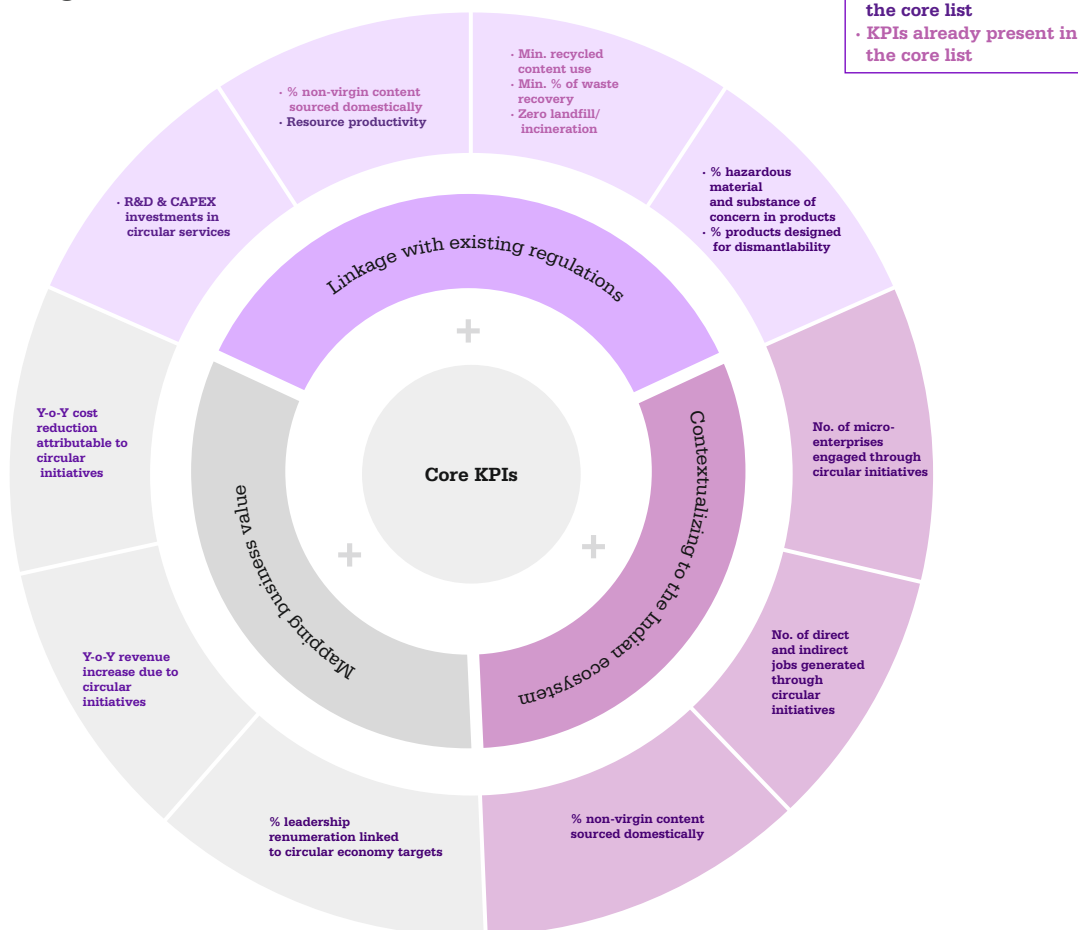 the core list
· KPIs already present in
the core list
· % non-virgin content
sourced domestically
· Resource productivity
· Min. recycled
content use
· Min. % of waste
recovery
· Zero landfill/
incineration
· R&D & CAPEX
investments in
circular services
· % hazardous
material
and substance of
concern in products
· % products designed
for dismantlability
Linkage with existing regulations
Y-o-Y cost
reduction
attributable to
circular
initiatives
Core KPIs
No. of micro-
enterprises
engaged through
circular initiatives
Mapping business value
Contextualizing to the Indian ecosystem
Y-o-Y revenue
increase due to
circular
initiatives
No. of direct
and indirect
jobs generated
through
circular
initiatives
% leadership
renumeration linked
to circular economy targets
% non-virgin content
sourced domestically